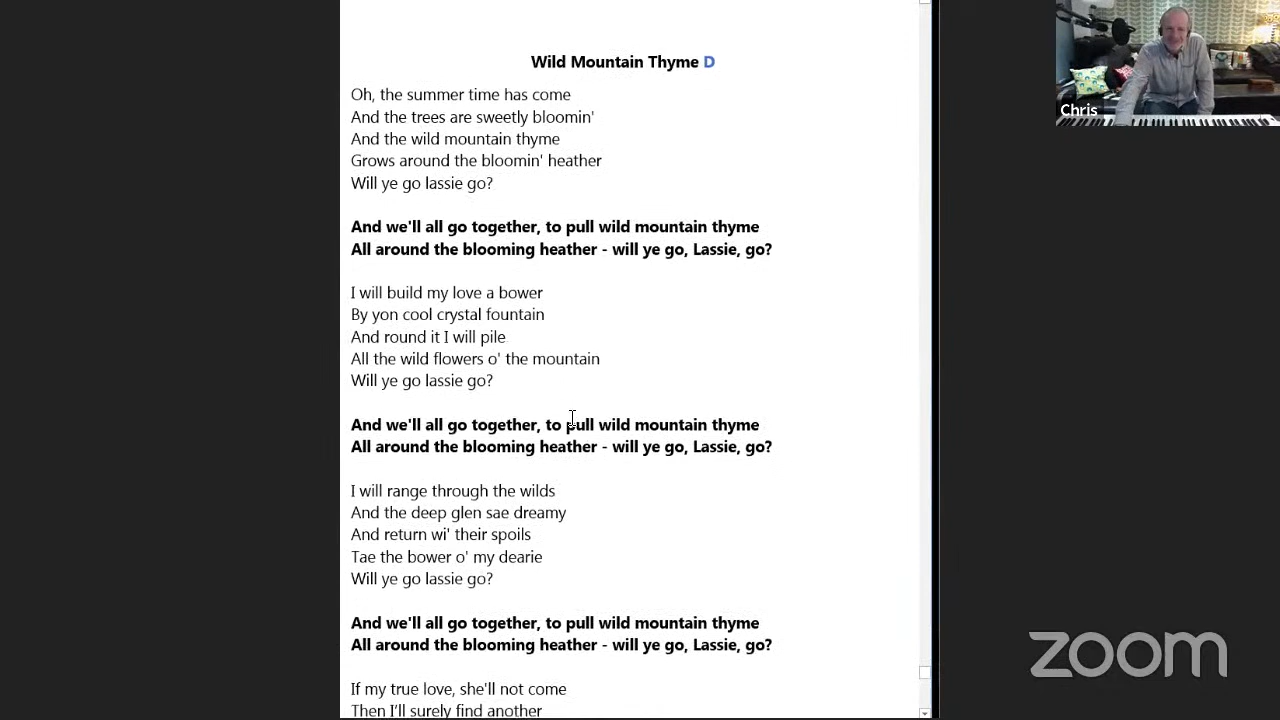 Wild Mountain Thyme D
Oh, the summer time has come
And the trees are sweetly bloomin'
And the wild mountain thyme
Grows around the bloomin' heather
Will ye go lassie go?
And we'll all go together, to pull wild mountain thyme
All around the blooming heather - will ye go, Lassie, go?
I will build my love a bower
By yon cool crystal fountain
And round it I will pile
All the wild flowers o' the mountain
Will ye go lassie go?
And we'll all go together, to pull wild mountain thyme
All around the blooming heather - will ye go, Lassie, go?
I will range through the wilds
And the deep glen sae dreamy
And return wi' their spoils
Tae the bower o' my dearie
Will ye go lassie go?
And we'll all go together, to pull wild mountain thyme
All around the blooming heather - will ye go, Lassie, go?
If my true love, she'll not come
Then I'll surely find another
Chris
zoom